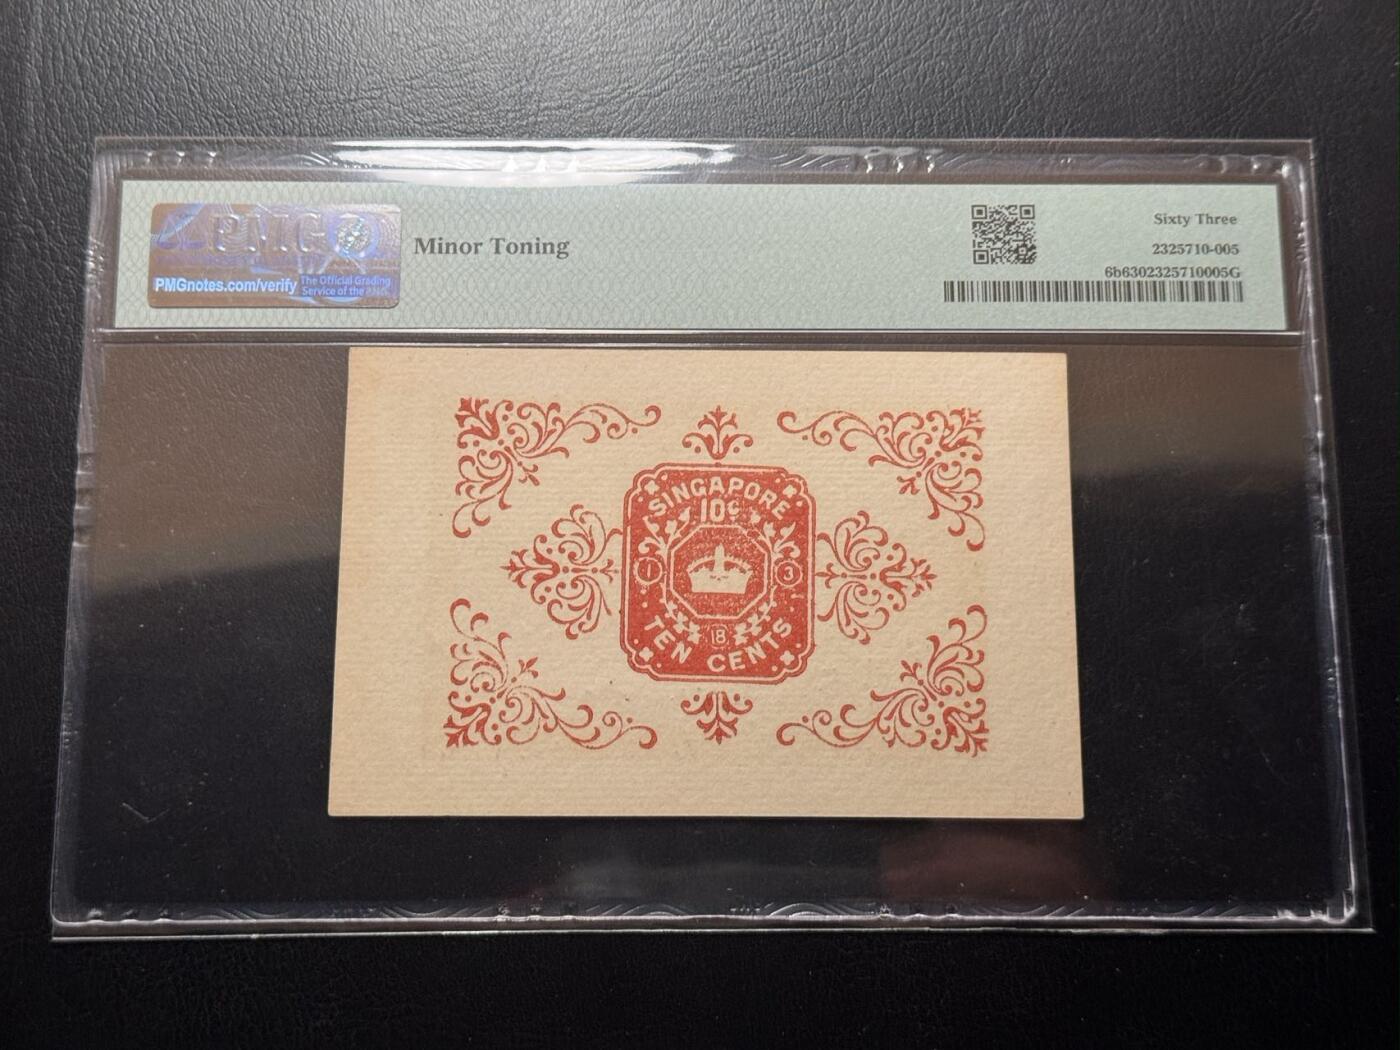 PMG
PMGnotes.com/verify
The Official Grading
Service of the P.N.G.
Minor Toning
Sixty Three
2325710-005
6b6302325710005G
SINGAPORE
10¢
1
3
18
TEN CENTS